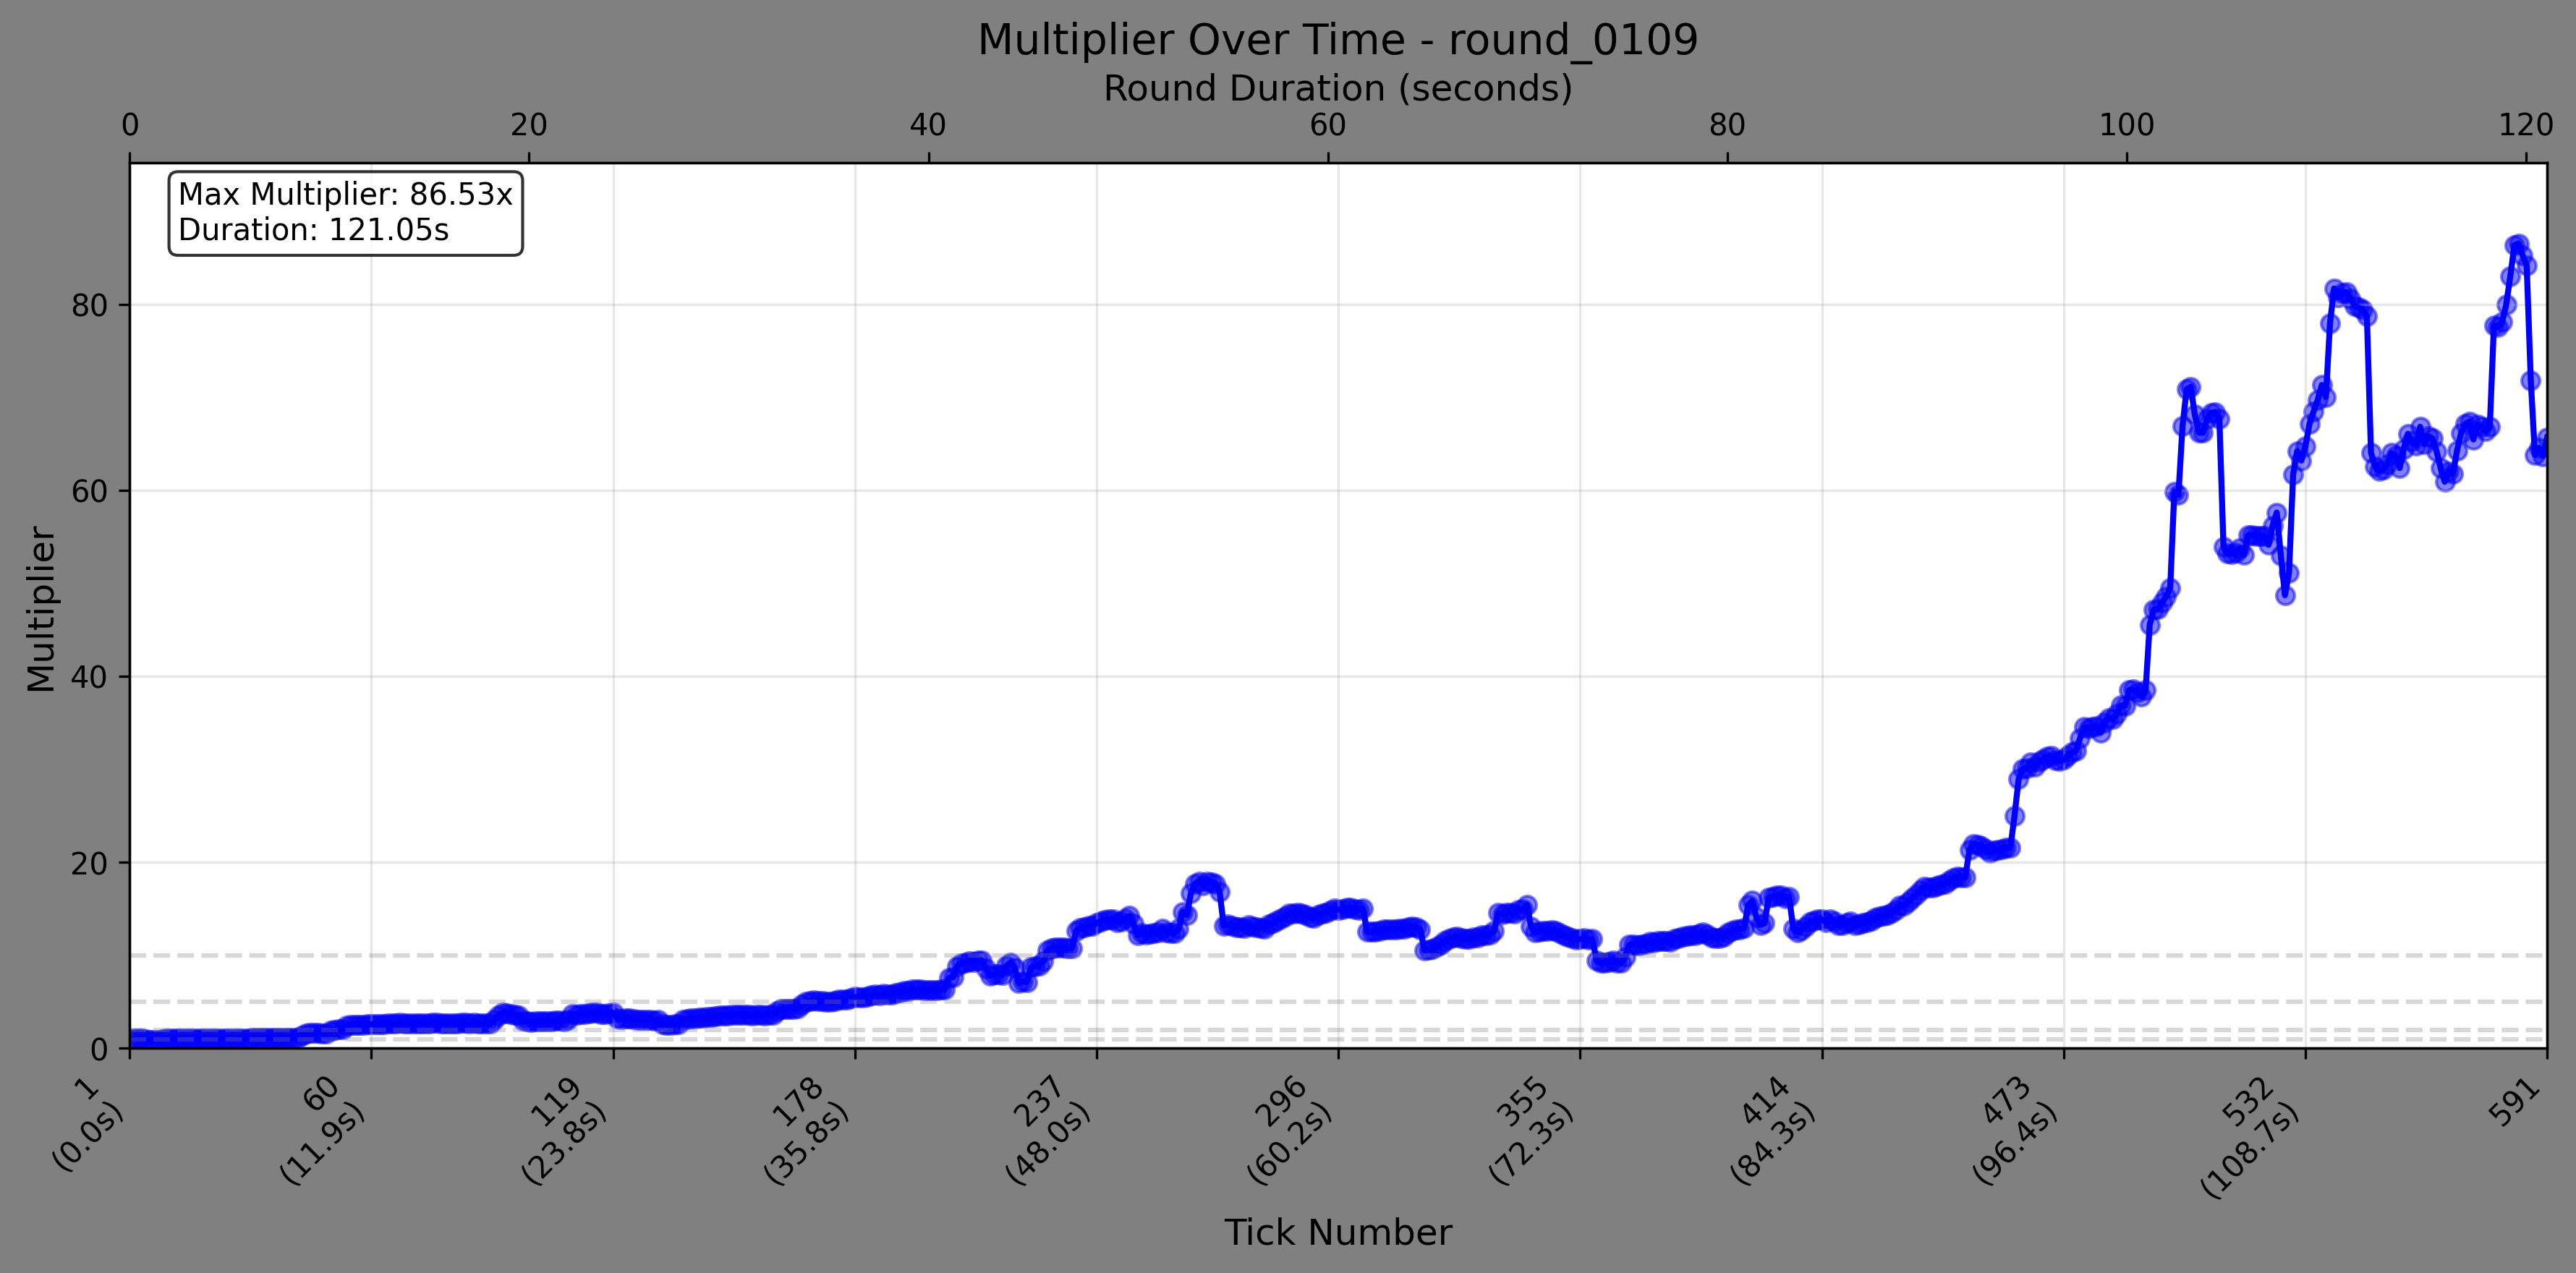 Multiplier Over Time - round_0109
Round Duration (seconds)
0 20 40 60 80 100 120
Max Multiplier: 86.53x
Duration: 121.05s
Multiplier
80
60
40
20
0
1
(0.0s)
60
(11.9s)
119
(23.8s)
178
(35.8s)
237
(48.0s)
296
(60.2s)
355
(72.3s)
414
(84.3s)
473
(96.4s)
532
(108.7s)
591
Tick Number